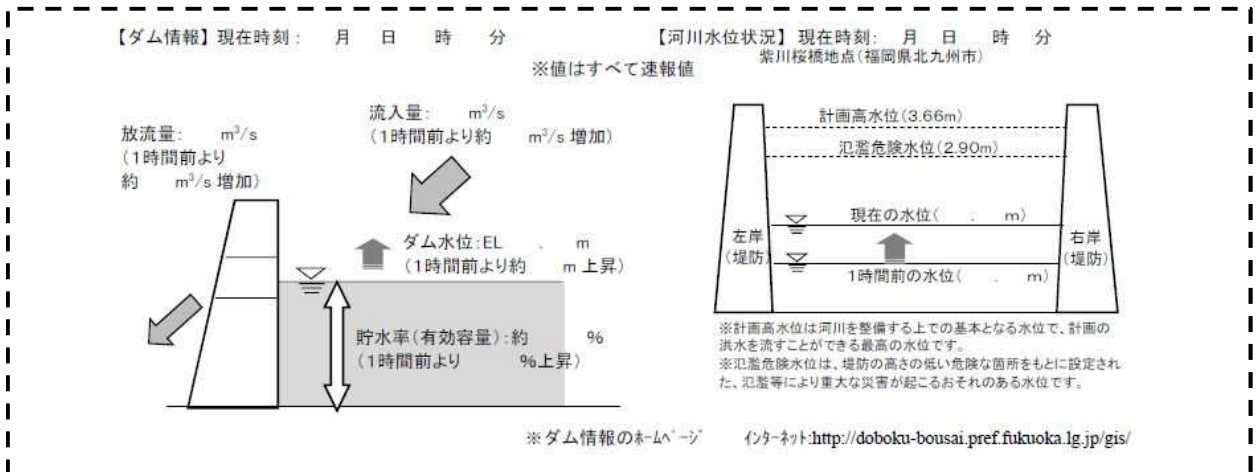 【ダム情報】現在時刻： 月 日 時 分
【河川水位状況】現在時刻： 月 日 時 分
紫川桜橋地点(福岡県北九州市)
※値はすべて速報値
放流量： m³/s
(1時間前より
約 m³/s 増加)
流入量： m³/s
(1時間前より約 m³/s 増加)
ダム水位：EL . m
(1時間前より約 m 上昇)
貯水率(有効容量)：約 %
(1時間前より %上昇)
計画高水位(3.66m)
氾濫危険水位(2.90m)
現在の水位( . m)
左岸
(堤防)
右岸
(堤防)
1時間前の水位( . m)
※計画高水位は河川を整備する上での基本となる水位で、計画の
洪水を流すことができる最高の水位です。
※氾濫危険水位は、堤防の高さの低い危険な箇所をもとに設定され
た、氾濫等により重大な災害が起こるおそれのある水位です。
※ダム情報のﾎｰﾑﾍﾟｰｼﾞ ｲﾝﾀｰﾈｯﾄ:http://doboku-bousai.pref.fukuoka.lg.jp/gis/